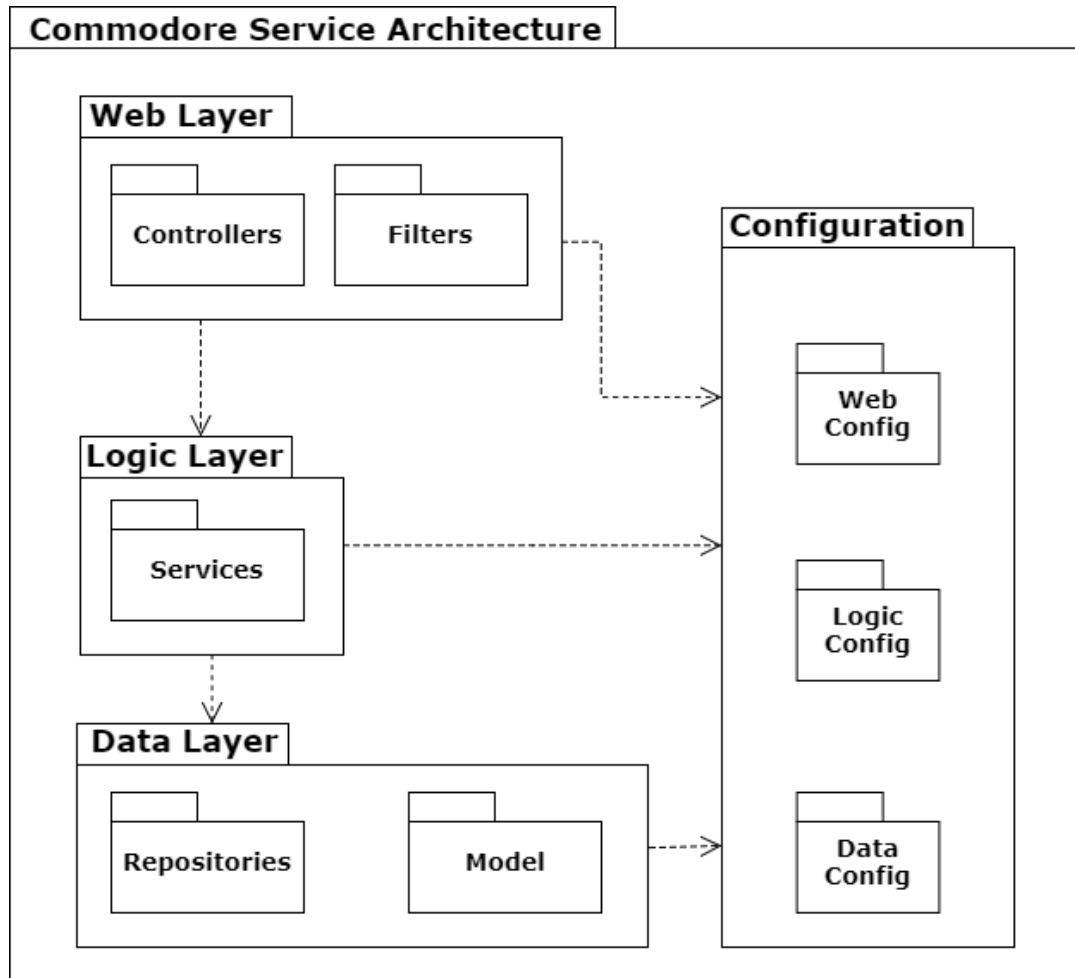 Commodore Service Architecture
Web Layer
Controllers
Filters
Configuration
Web
Config
Logic Layer
Services
Logic
Config
Data Layer
Repositories
Model
Data
Config